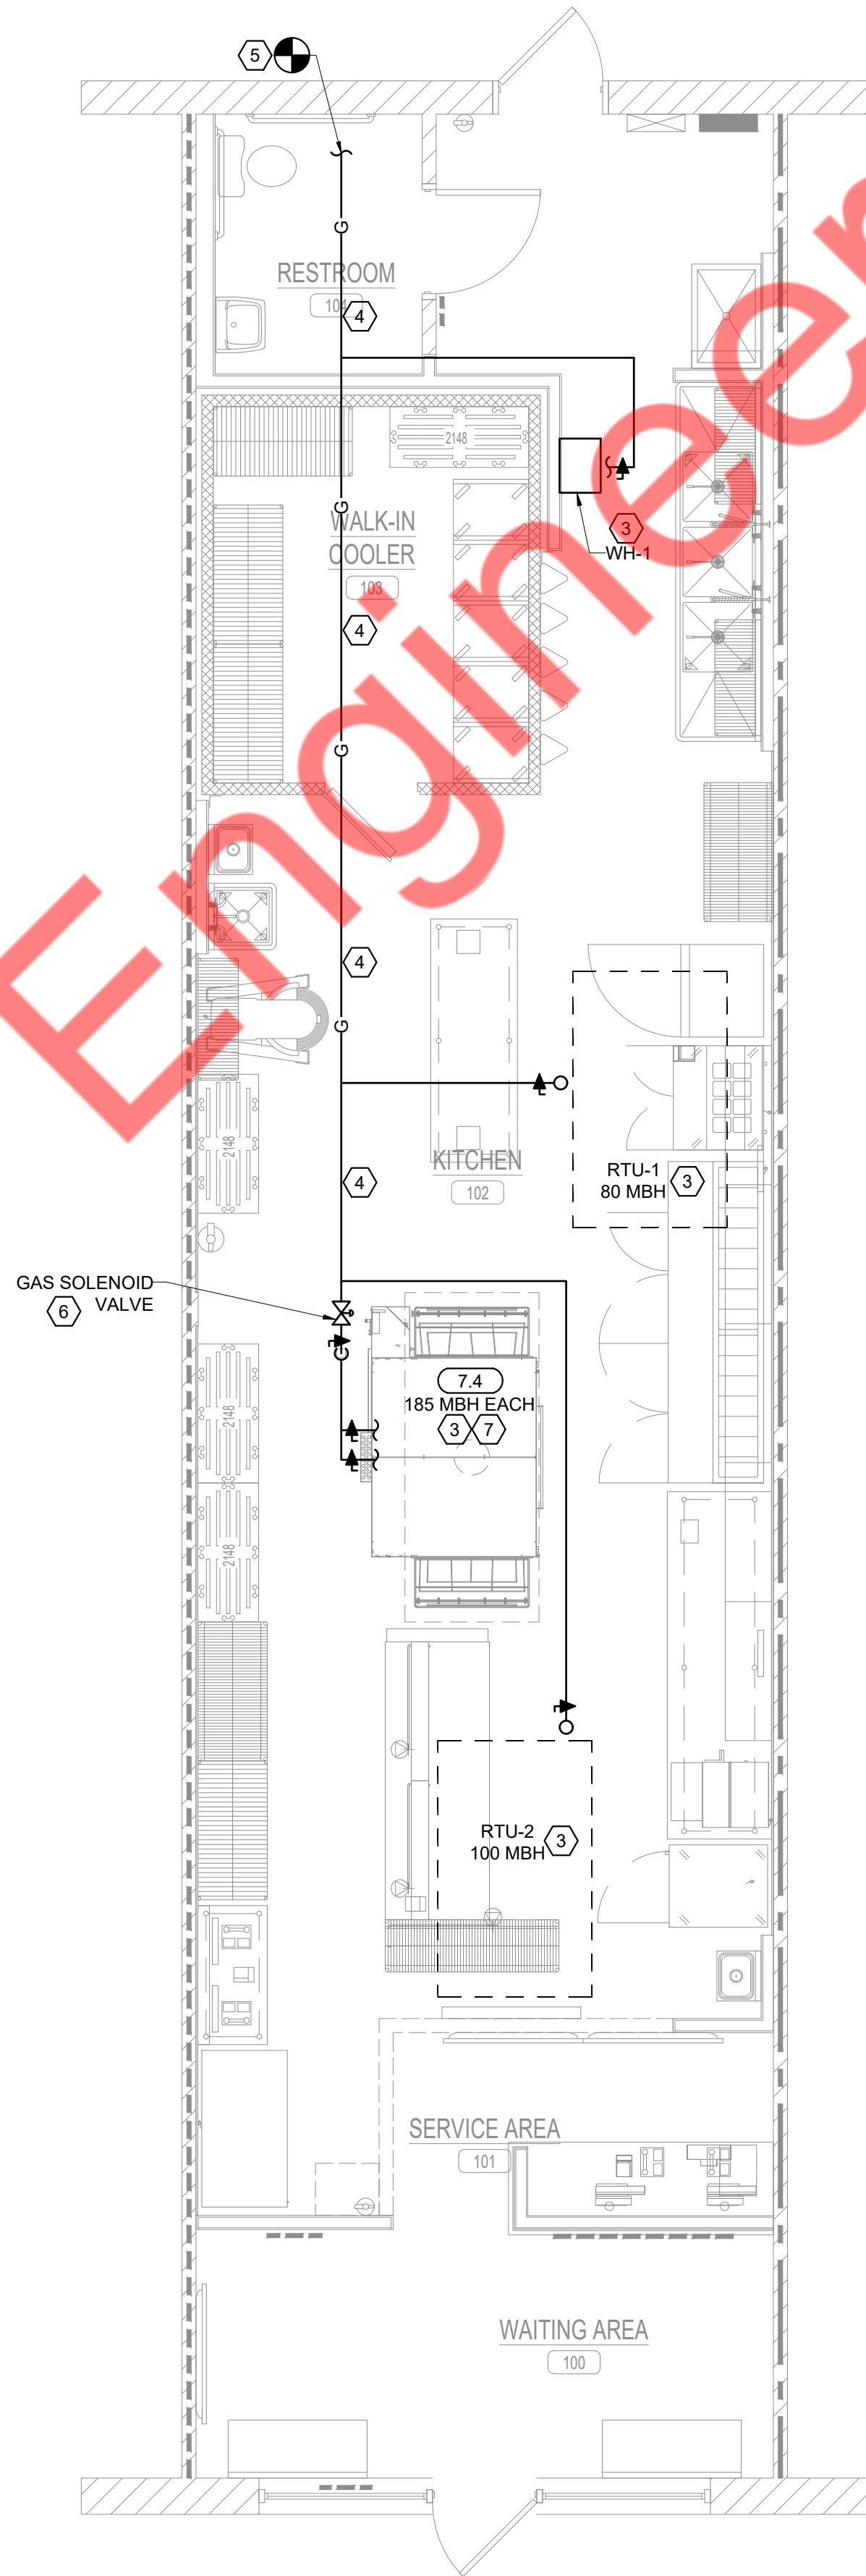 5
G
RESTROOM
104
4
2148
G
WALK-IN
COOLER
103
3
WH-1
4
G
4
G
2148
KITCHEN
102
RTU-1
80 MBH
3
4
GAS SOLENOID
VALVE
6
7.4
185 MBH EACH
3
7
2148
2148
RTU-2
100 MBH
3
SERVICE AREA
101
WAITING AREA
100
Engineer